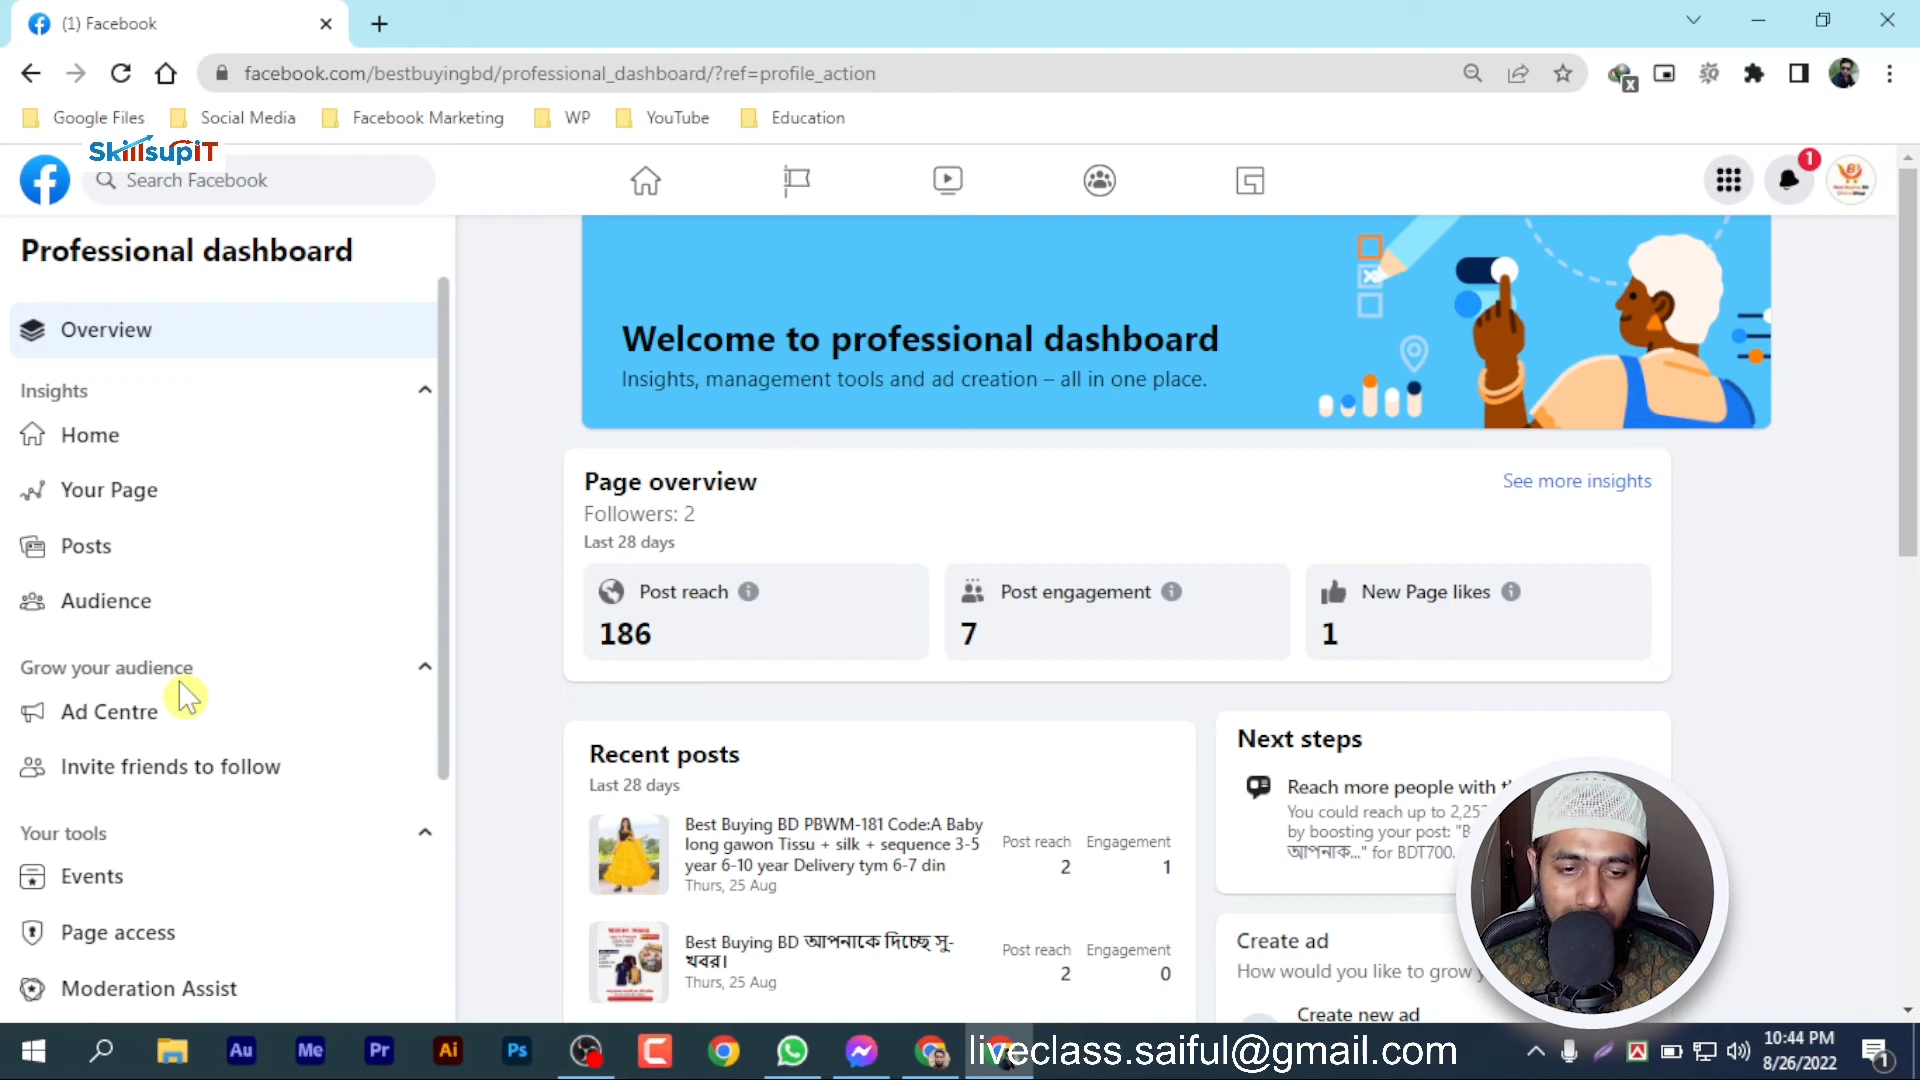 (1) Facebook
facebook.com/bestbuyingbd/professional_dashboard/?ref=profile_action
Google Files
Social Media
Facebook Marketing
WP
YouTube
Education
SkillsupIT
Search Facebook
1
Professional dashboard
Overview
Insights
Home
Your Page
Posts
Audience
Grow your audience
Ad Centre
Invite friends to follow
Your tools
Events
Page access
Moderation Assist
Welcome to professional dashboard
Insights, management tools and ad creation – all in one place.
Page overview
See more insights
Followers: 2
Last 28 days
Post reach
186
Post engagement
7
New Page likes
1
Recent posts
Last 28 days
Best Buying BD PBWM-181 Code:A Baby
long gawon Tissu + silk + sequence 3-5
year 6-10 year Delivery tym 6-7 din
Thurs, 25 Aug
Post reach
2
Engagement
1
Best Buying BD আপনাকে দিচ্ছে সু-
খবর।
Thurs, 25 Aug
Post reach
2
Engagement
0
Next steps
Reach more people with
You could reach up to
by boosting your post:
আপনাক..." for BDT700.
Create ad
How would you like to grow
Create new ad
Au
Me
Pr
Ai
Ps
liveclass.saiful@gmail.com
10:44 PM
8/26/2022
1